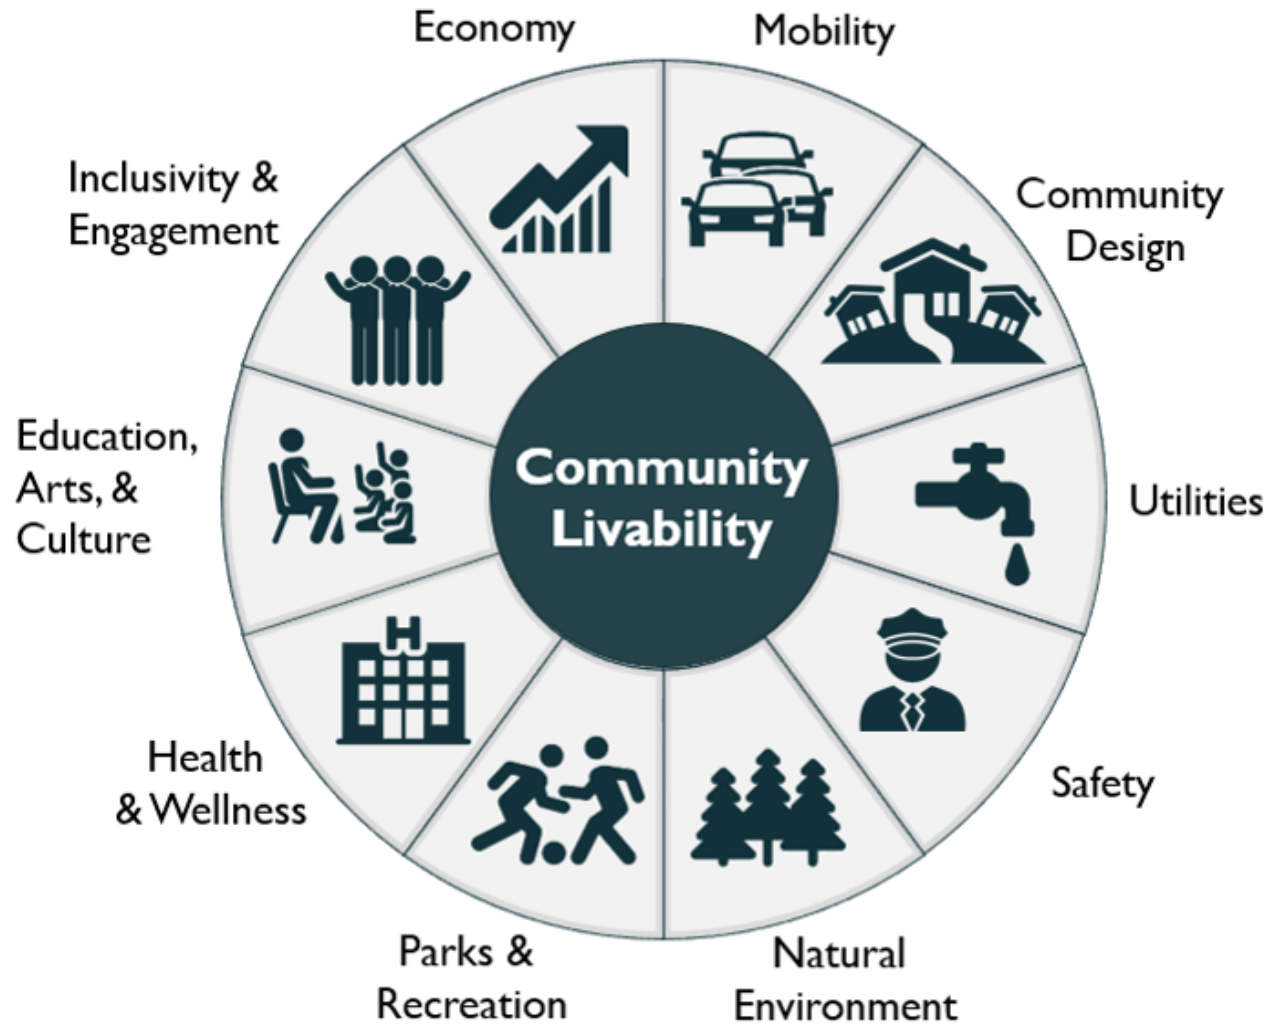 Economy
Mobility
Inclusivity &
Engagement
Community
Design
Education,
Arts, &
Culture
Community
Livability
Utilities
Health
& Wellness
Safety
Parks &
Recreation
Natural
Environment
H